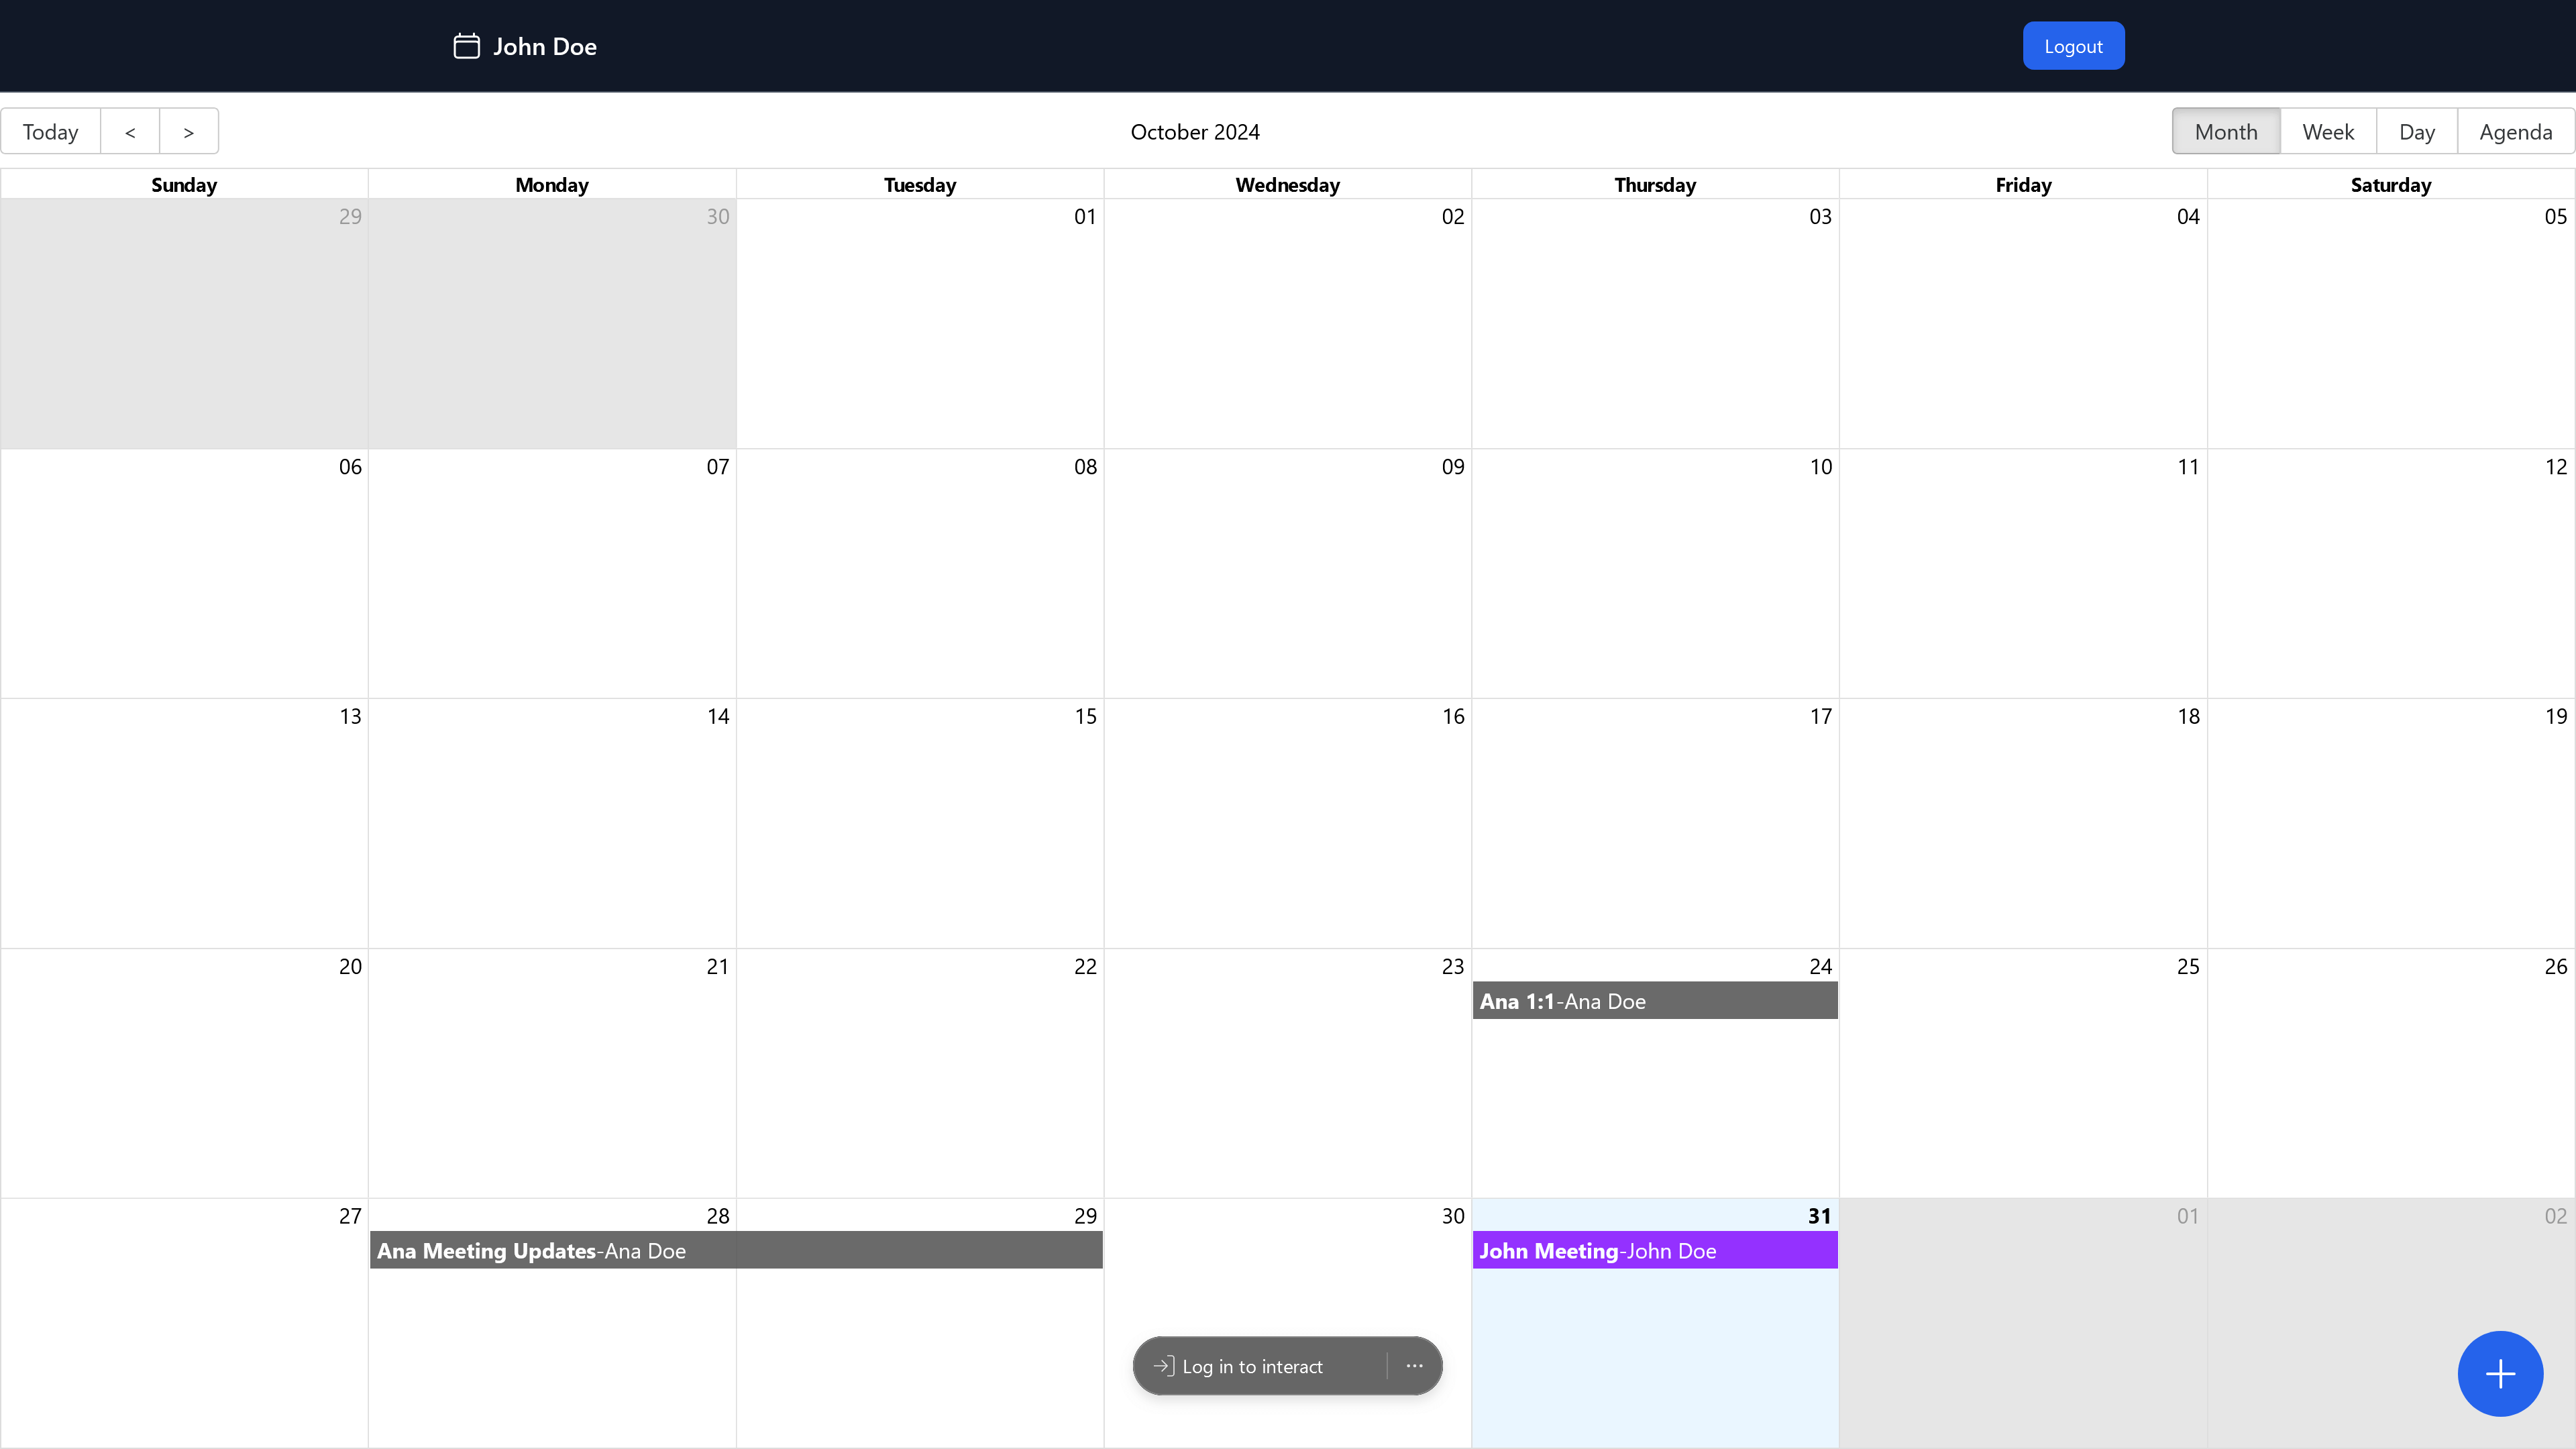 John Doe
Logout
Today < >
October 2024
Month Week Day Agenda
Sunday Monday Tuesday Wednesday Thursday Friday Saturday
29 30 01 02 03 04 05
06 07 08 09 10 11 12
13 14 15 16 17 18 19
20 21 22 23 24 25 26
Ana 1:1-Ana Doe
27 28 29 30 31 01 02
Ana Meeting Updates-Ana Doe
John Meeting-John Doe
Log in to interact